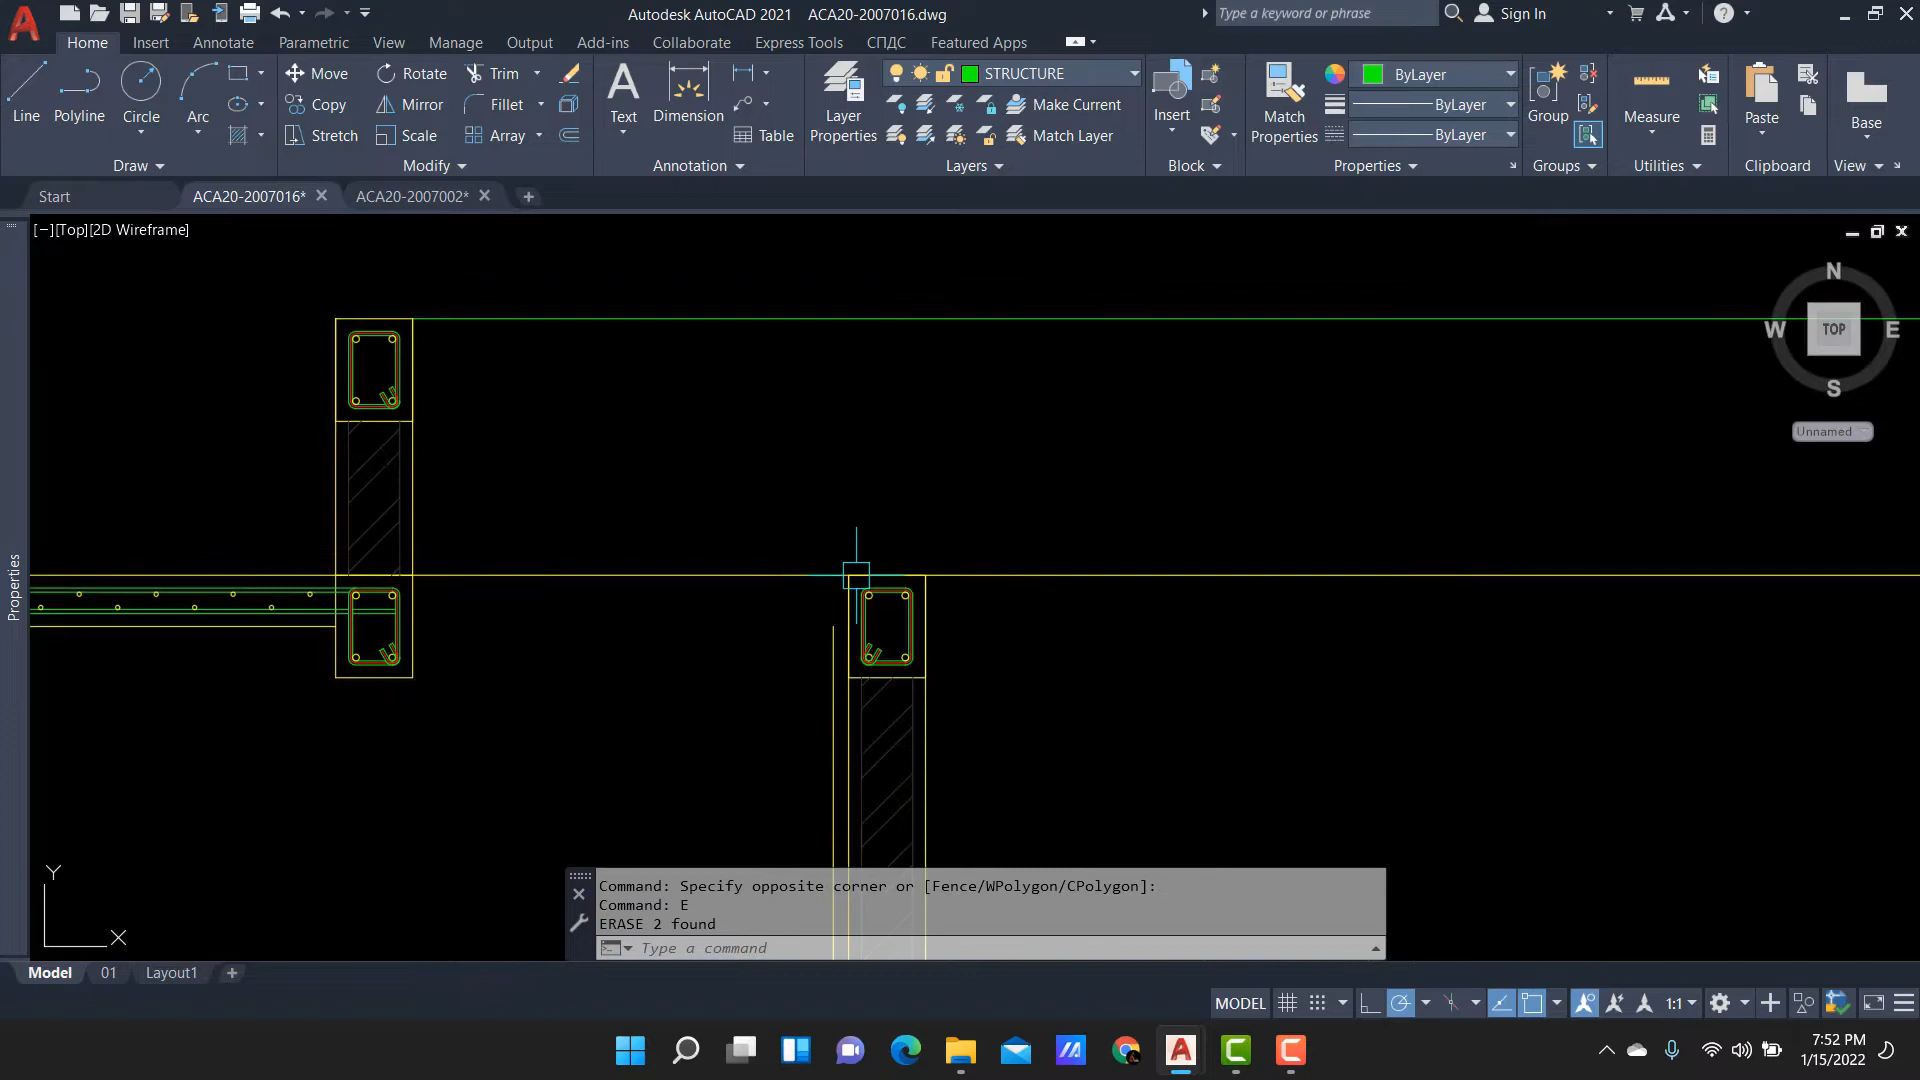 Autodesk AutoCAD 2021 ACA20-2007016.dwg
Type a keyword or phrase
Sign In
Home Insert Annotate Parametric View Manage Output Add-ins Collaborate Express Tools СПДС Featured Apps
Line Polyline Circle Arc
Move Rotate Trim
Copy Mirror Fillet
Stretch Scale Array
Text Dimension Table
Layer Properties
STRUCTURE
Make Current
Match Layer
Insert
Match Properties
ByLayer
ByLayer
ByLayer
Group Measure Paste Base
Draw Modify Annotation Layers Block Properties Groups Utilities Clipboard View
Start ACA20-2007016* ACA20-2007002*
[−][Top][2D Wireframe]
N
W TOP E
S
Unnamed
Properties
Y
X
Command: Specify opposite corner or [Fence/WPolygon/CPolygon]:
Command: E
ERASE 2 found
Type a command
Model 01 Layout1
MODEL 1:1
7:52 PM
1/15/2022